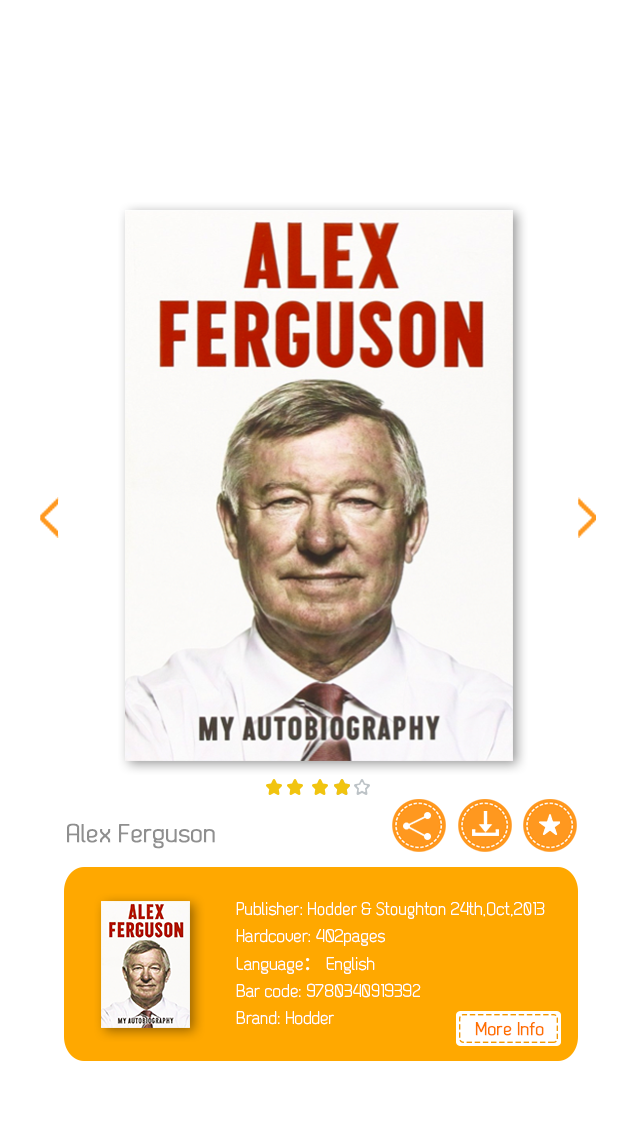 ALEX
FERGUSON
MY AUTOBIOGRAPHY
Alex Ferguson
ALEX
FERGUSON
MY AUTOBIOGRAPHY
Publisher: Hodder & Stoughton 24th,Oct,2013
Hardcover: 402pages
Language： English
Bar code: 9780340919392
Brand: Hodder
More Info